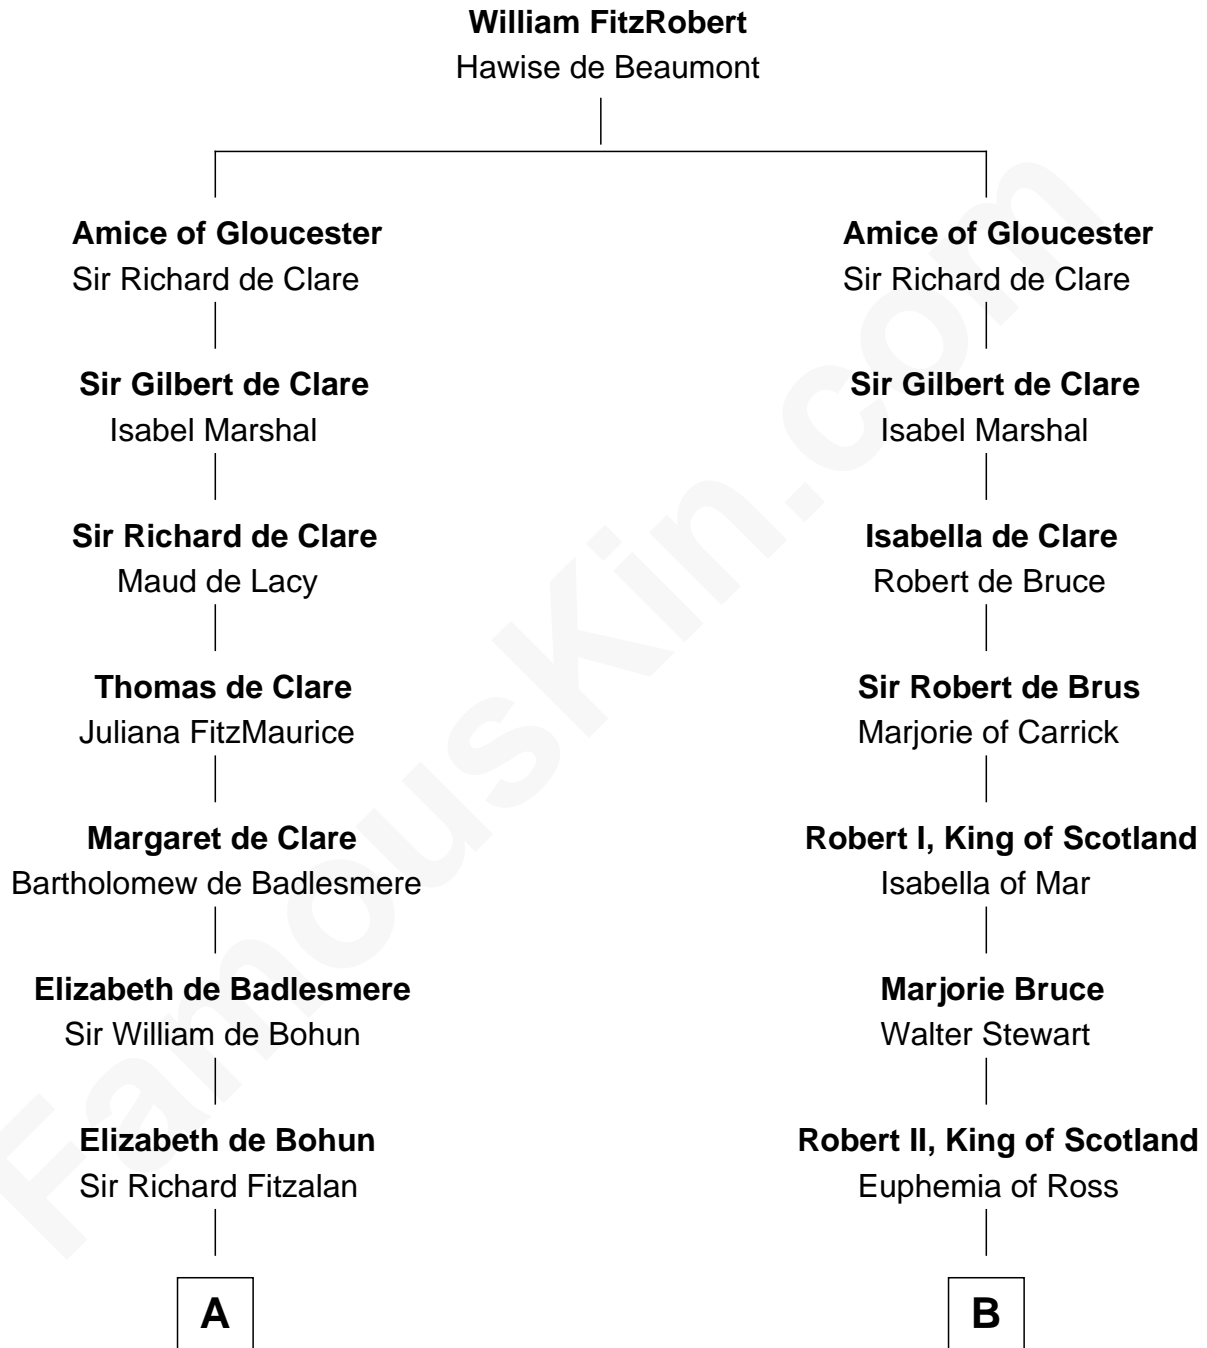 William FitzRobert
Hawise de Beaumont
Amice of Gloucester
Sir Richard de Clare
Sir Gilbert de Clare
Isabel Marshal
Sir Richard de Clare
Maud de Lacy
Thomas de Clare
Juliana FitzMaurice
Margaret de Clare
Bartholomew de Badlesmere
Elizabeth de Badlesmere
Sir William de Bohun
Elizabeth de Bohun
Sir Richard Fitzalan
A
Amice of Gloucester
Sir Richard de Clare
Sir Gilbert de Clare
Isabel Marshal
Isabella de Clare
Robert de Bruce
Sir Robert de Brus
Marjorie of Carrick
Robert I, King of Scotland
Isabella of Mar
Marjorie Bruce
Walter Stewart
Robert II, King of Scotland
Euphemia of Ross
B
FamousKin.com